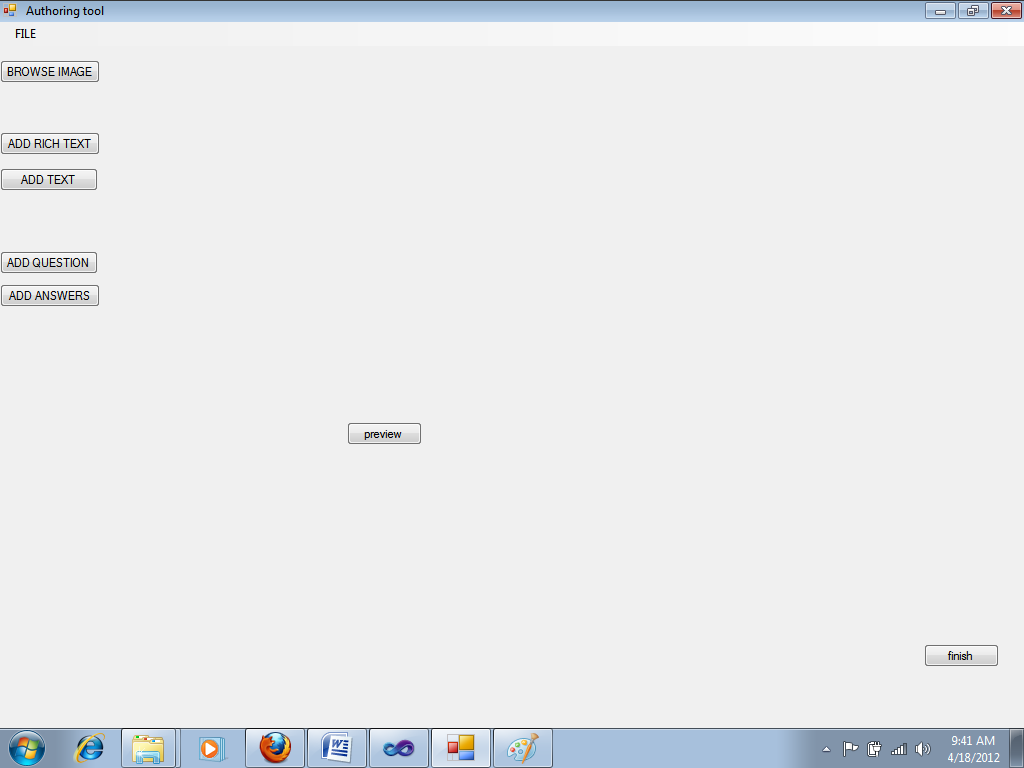 Authoring tool
FILE
BROWSE IMAGE
ADD RICH TEXT
ADD TEXT
ADD QUESTION
ADD ANSWERS
preview
finish
9:41 AM
4/18/2012